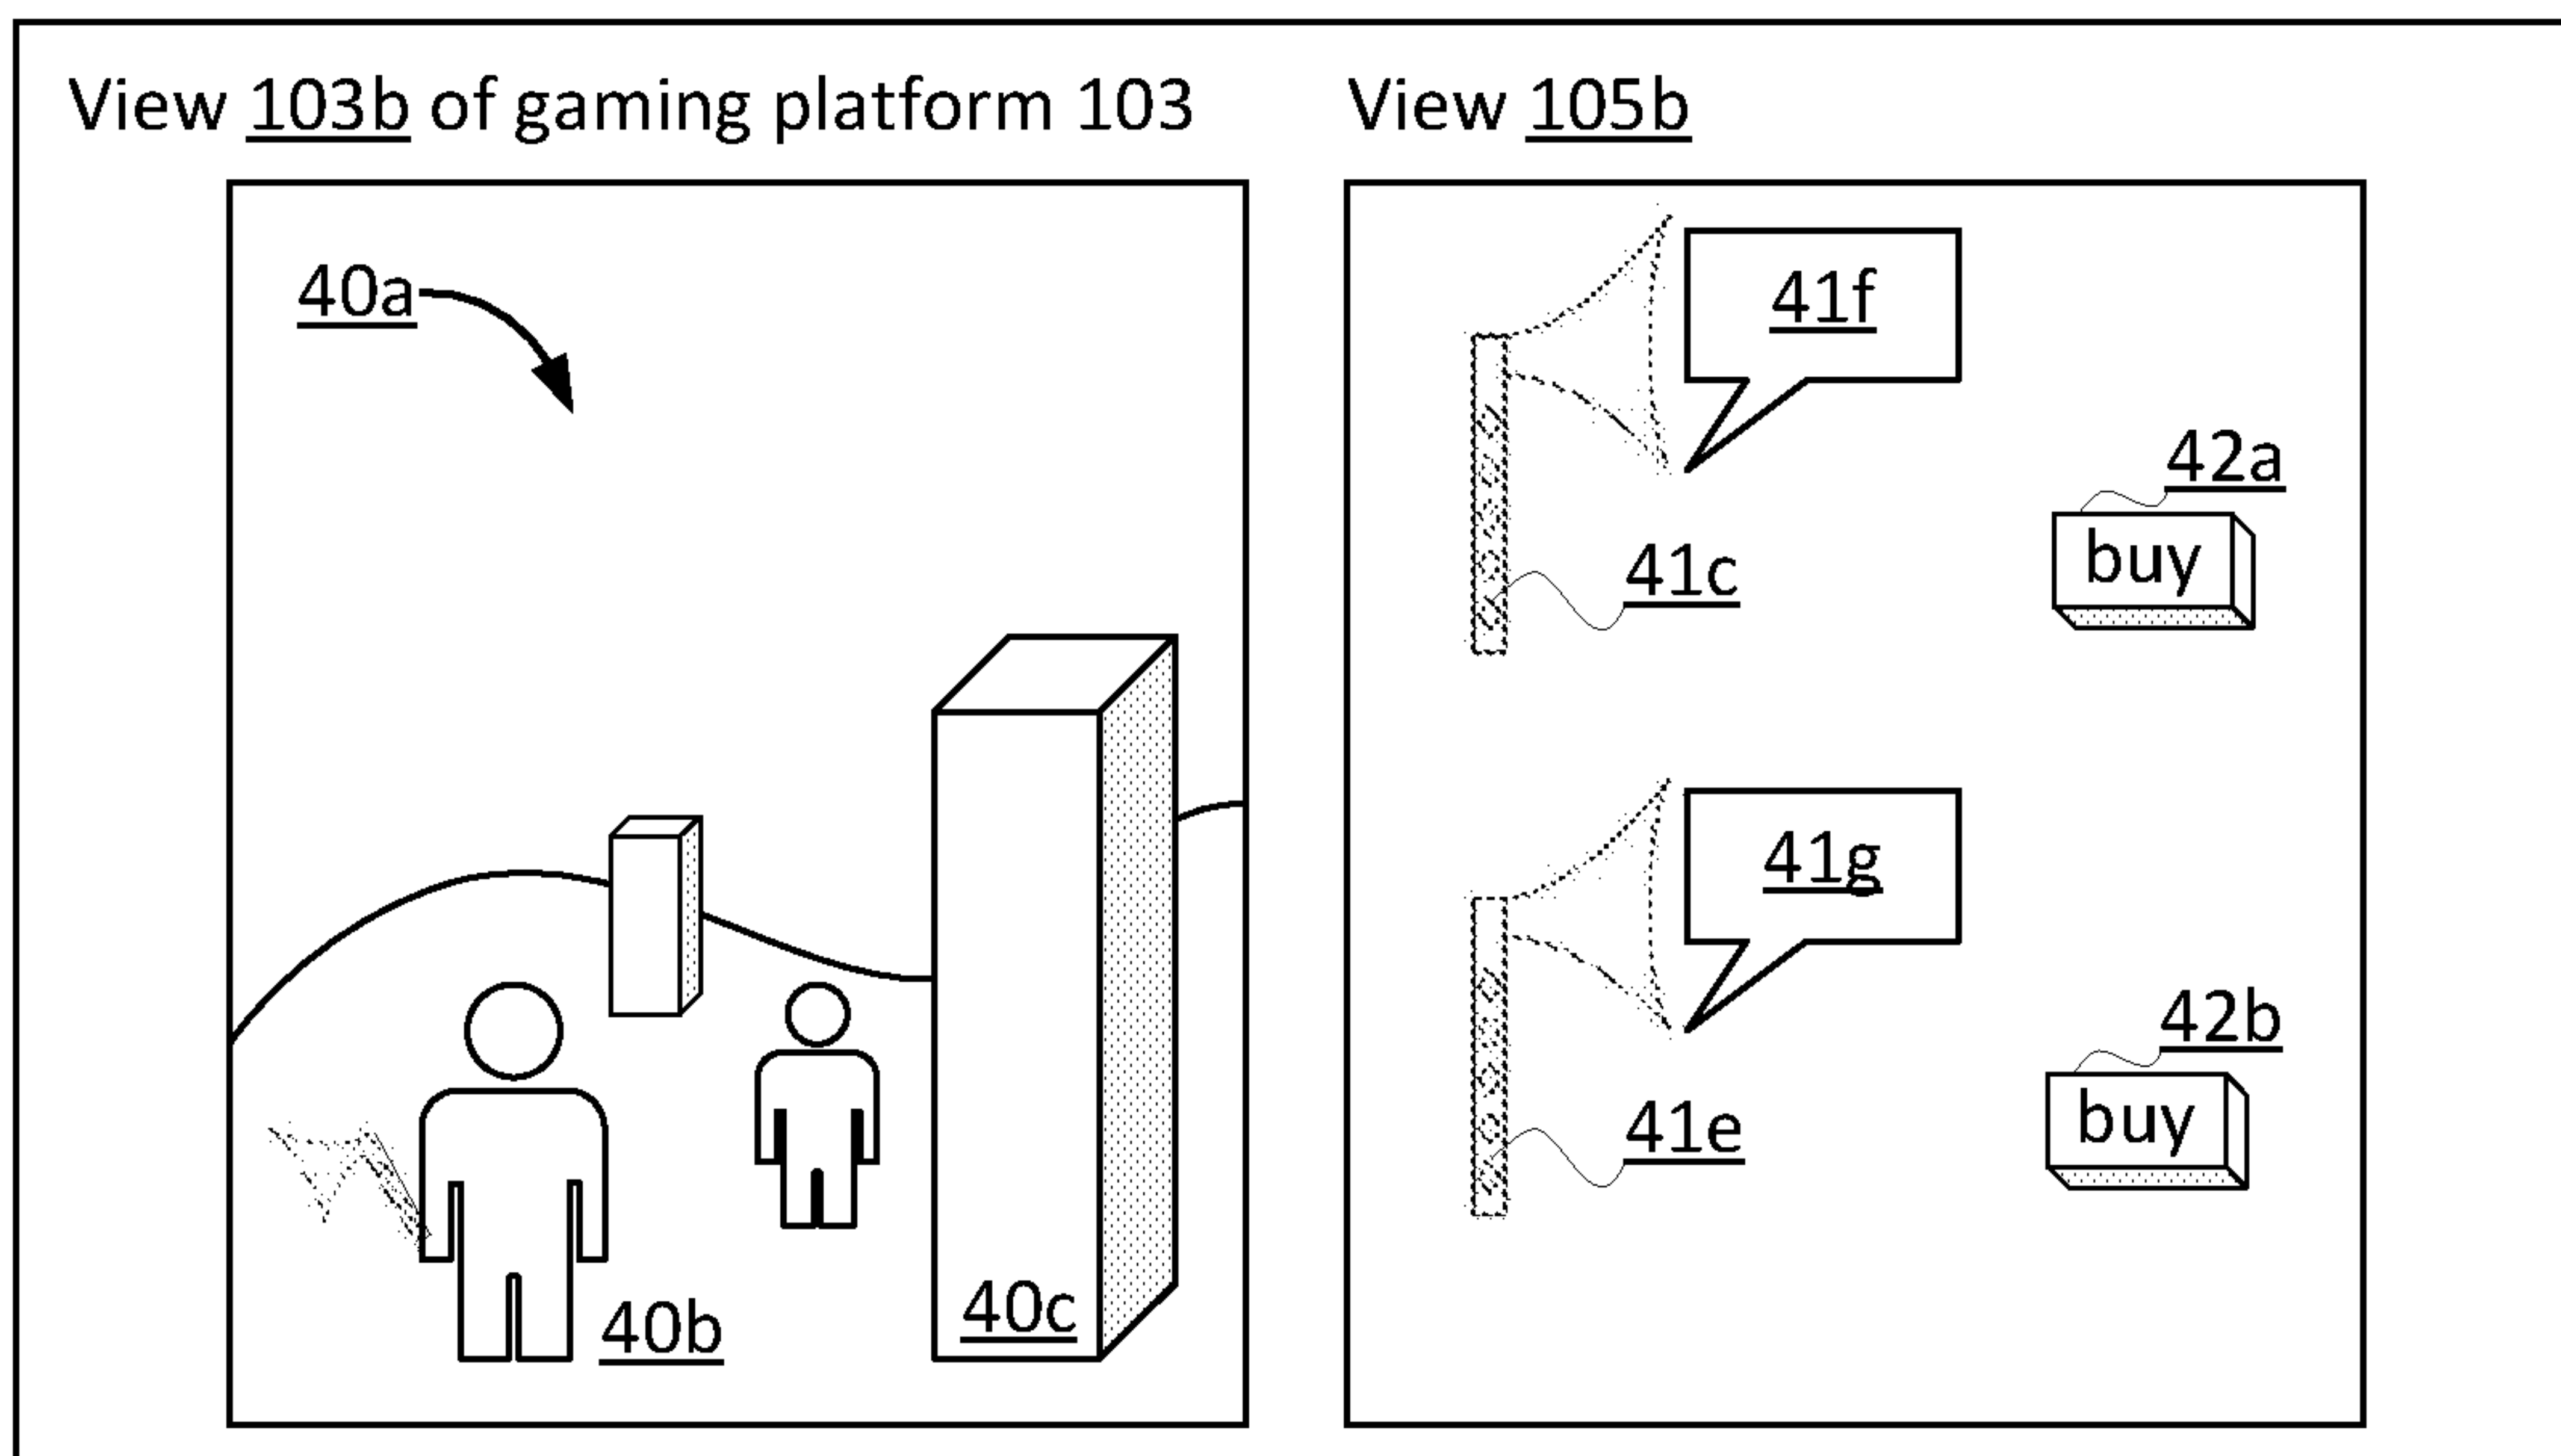 View 103b of gaming platform 103
40a
40b
40c
View 105b
41f
42a
buy
41c
41g
42b
buy
41e